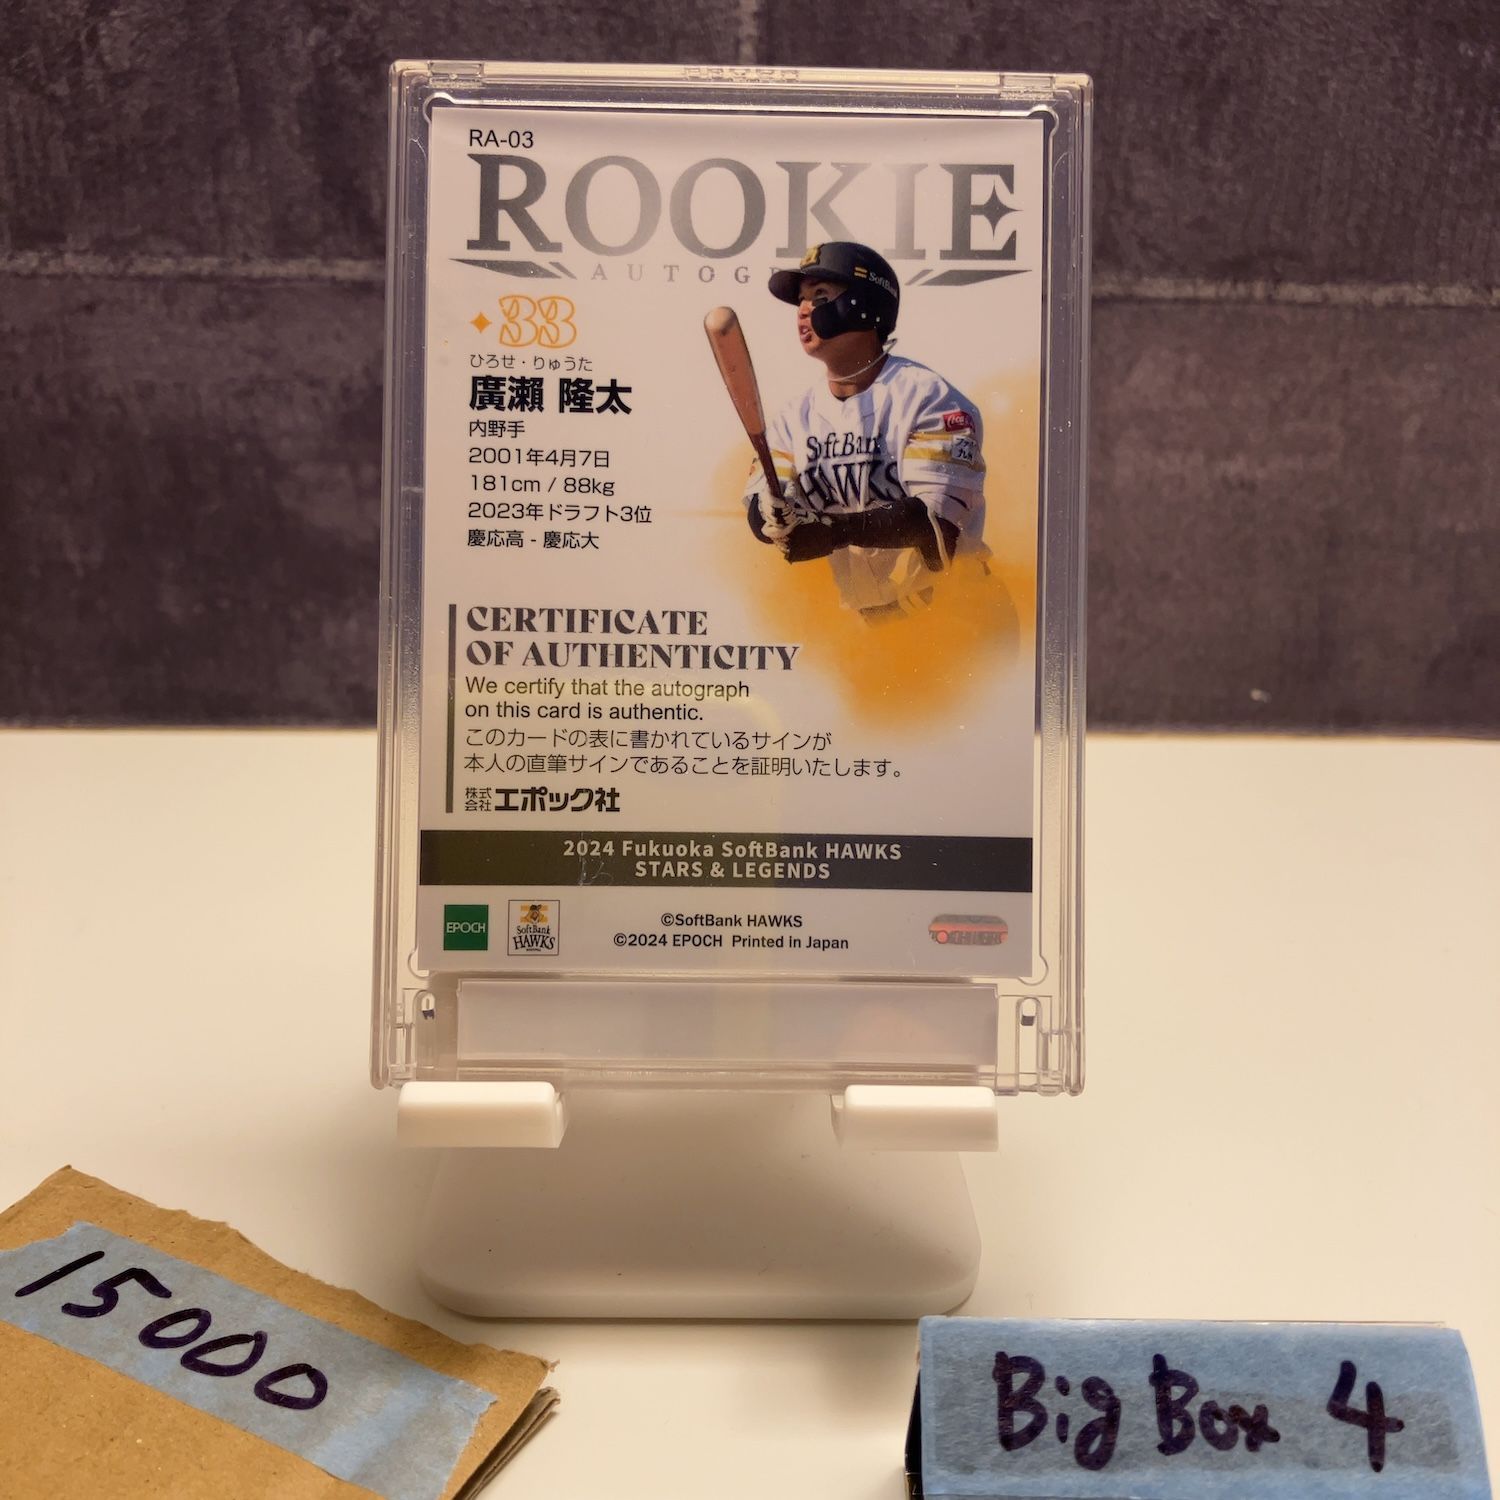 RA-03
ROOKIE
AUTOG
33
ひろせ・りゅうた
廣瀨 隆太
内野手
2001年4月7日
181cm / 88kg
2023年ドラフト3位
慶応高 - 慶応大
SoftBank
SoftBank
HAWKS
CERTIFICATE
OF AUTHENTICITY
We certify that the autograph
on this card is authentic.
このカードの表に書かれているサインが
本人の直筆サインであることを証明いたします。
株式会社エポック社
2024 Fukuoka SoftBank HAWKS
STARS & LEGENDS
EPOCH
SoftBank
HAWKS
©SoftBank HAWKS
©2024 EPOCH Printed in Japan
15000
Big Box 4